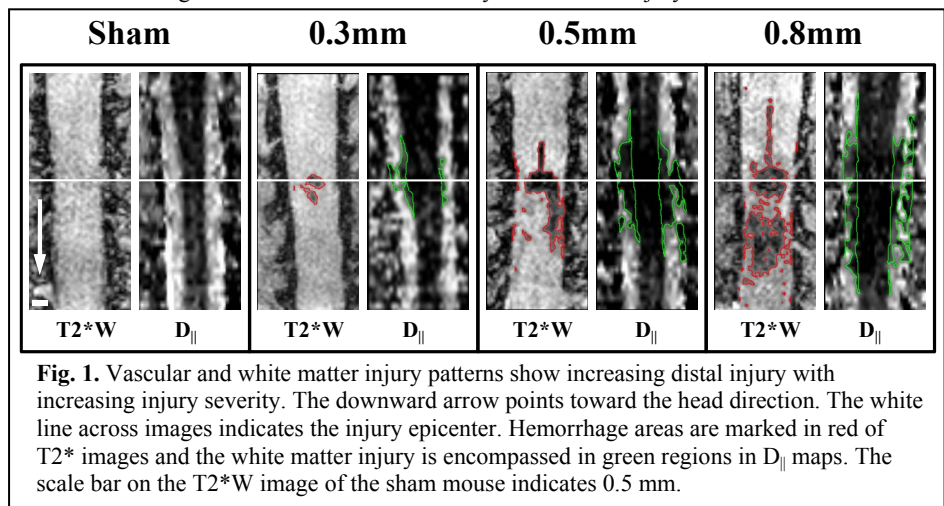 Sham 0.3mm 0.5mm 0.8mm
T2*W D|| T2*W D|| T2*W D|| T2*W D||
Fig. 1. Vascular and white matter injury patterns show increasing distal injury with
increasing injury severity. The downward arrow points toward the head direction. The white
line across images indicates the injury epicenter. Hemorrhage areas are marked in red of
T2* images and the white matter injury is encompassed in green regions in D|| maps. The
scale bar on the T2*W image of the sham mouse indicates 0.5 mm.